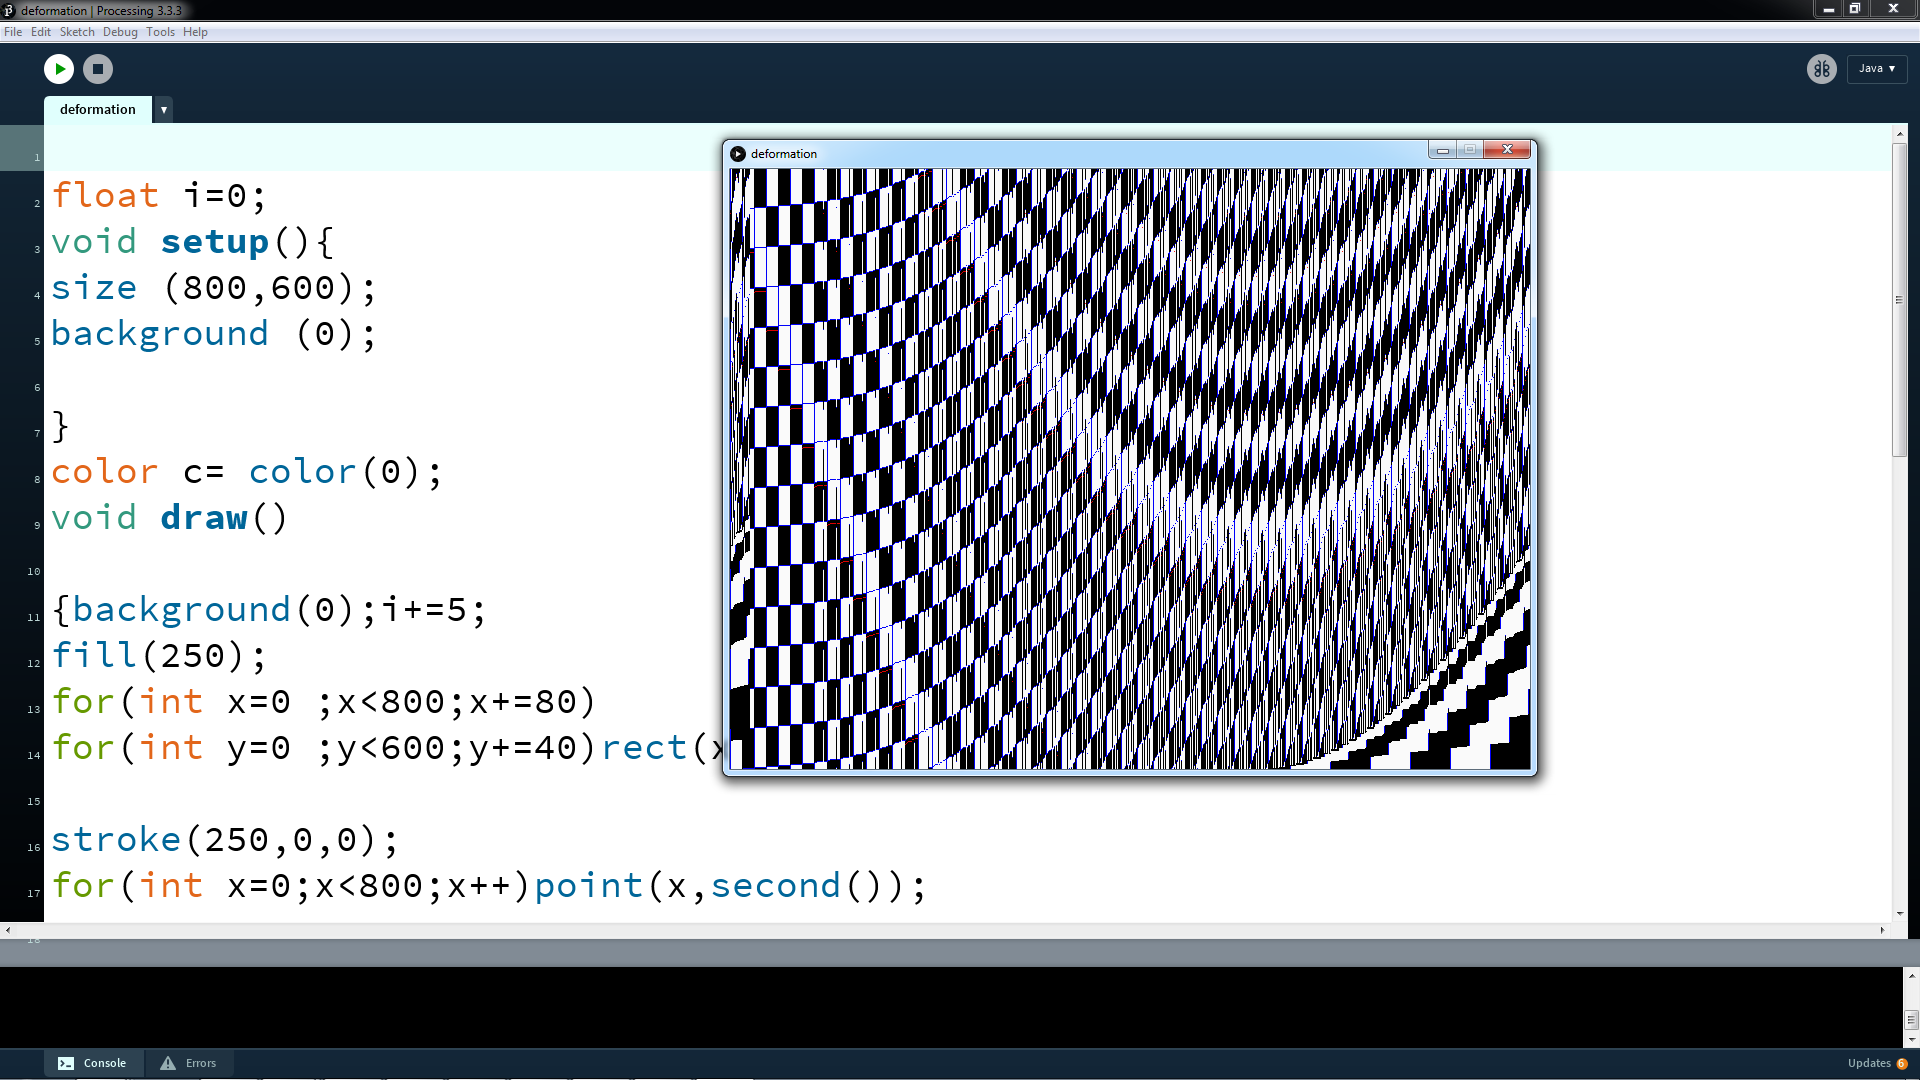 deformation | Processing 3.3.3
File Edit Sketch Debug Tools Help
Java ▾
deformation ▾
1
2 float i=0;
3 void setup(){
4 size (800,600);
5 background (0);
6
7 }
8 color c= color(0);
9 void draw()
10
11 {background(0);i+=5;
12 fill(250);
13 for(int x=0 ;x<800;x+=80)
14 for(int y=0 ;y<600;y+=40)rect(x
15
16 stroke(250,0,0);
17 for(int x=0;x<800;x++)point(x,second());
18
deformation
Console Errors
Updates 6